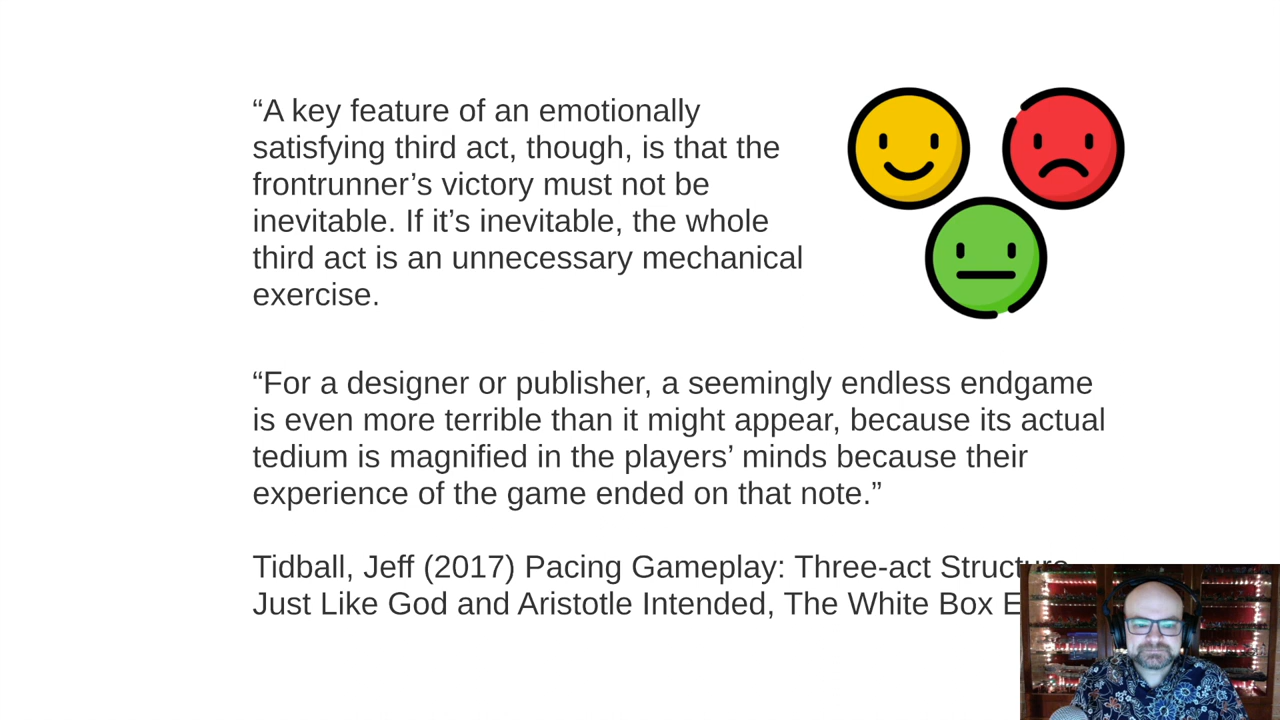 “A key feature of an emotionally
satisfying third act, though, is that the
frontrunner’s victory must not be
inevitable. If it’s inevitable, the whole
third act is an unnecessary mechanical
exercise.
“For a designer or publisher, a seemingly endless endgame
is even more terrible than it might appear, because its actual
tedium is magnified in the players’ minds because their
experience of the game ended on that note.”
Tidball, Jeff (2017) Pacing Gameplay: Three-act Structure
Just Like God and Aristotle Intended, The White Box